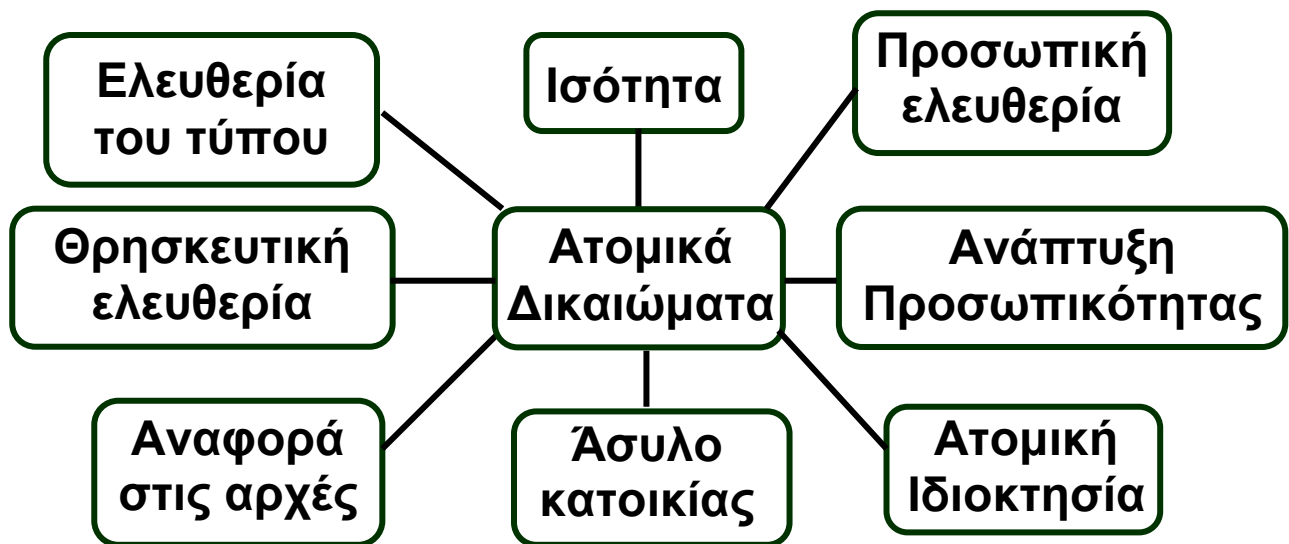 Ελευθερία
του τύπου
Ισότητα
Προσωπική
ελευθερία
Θρησκευτική
ελευθερία
Ατομικά
Δικαιώματα
Ανάπτυξη
Προσωπικότητας
Αναφορά
στις αρχές
Άσυλο
κατοικίας
Ατομική
Ιδιοκτησία